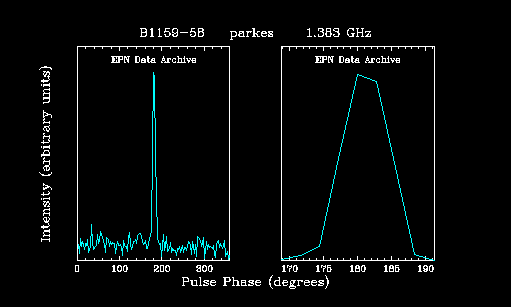 B1159-58 parkes 1.383 GHz
EPN Data Archive EPN Data Archive
Intensity (arbitrary units)
0 100 200 300 170 175 180 185 190
Pulse Phase (degrees)